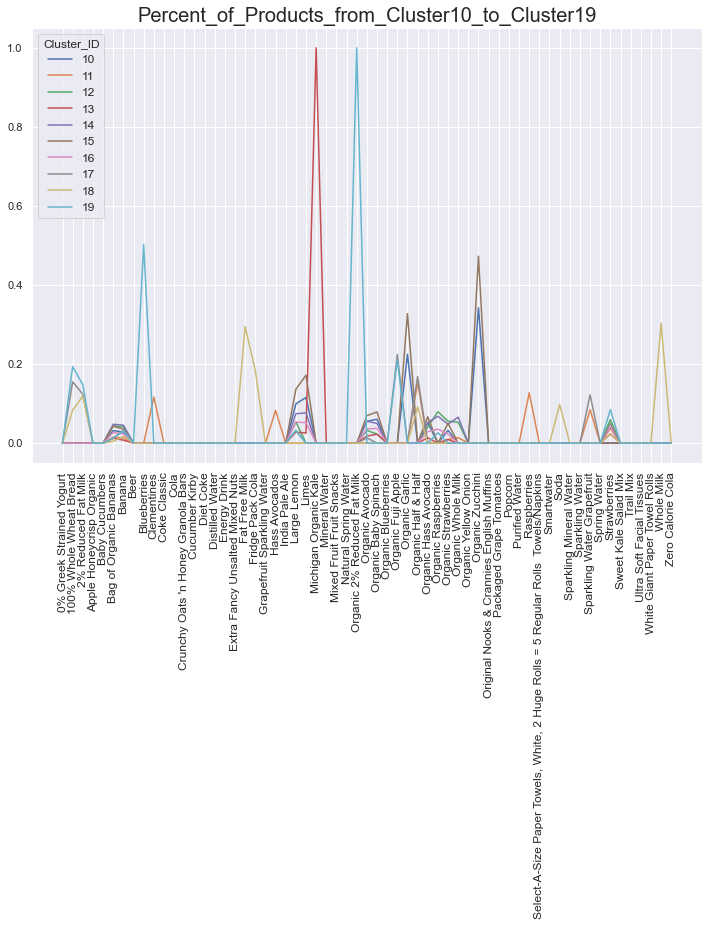 Percent_of_Products_from_Cluster10_to_Cluster19
Cluster_ID
10
11
12
13
14
15
16
17
18
19
1.0
0.8
0.6
0.4
0.2
0.0
0% Greek Strained Yogurt
100% Whole Wheat Bread
2% Reduced Fat Milk
Apple Honeycrisp Organic
Baby Cucumbers
Bag of Organic Bananas
Banana
Beer
Blueberries
Clementines
Coke Classic
Cola
Crunchy Oats 'n Honey Granola Bars
Cucumber Kirby
Diet Coke
Distilled Water
Energy Drink
Extra Fancy Unsalted Mixed Nuts
Fat Free Milk
Fridge Pack Cola
Grapefruit Sparkling Water
Hass Avocados
India Pale Ale
Large Lemon
Limes
Michigan Organic Kale
Mineral Water
Mixed Fruit Fruit Snacks
Natural Spring Water
Organic 2% Reduced Fat Milk
Organic Avocado
Organic Baby Spinach
Organic Blueberries
Organic Fuji Apple
Organic Garlic
Organic Half & Half
Organic Hass Avocado
Organic Raspberries
Organic Strawberries
Organic Whole Milk
Organic Yellow Onion
Organic Zucchini
Original Nooks & Crannies English Muffins
Packaged Grape Tomatoes
Popcorn
Purified Water
Raspberries
Select-A-Size Paper Towels, White, 2 Huge Rolls = 5 Regular Rolls  Towels/Napkins
Smartwater
Soda
Sparkling Mineral Water
Sparkling Water
Sparkling Water Grapefruit
Spring Water
Strawberries
Sweet Kale Salad Mix
Trail Mix
Ultra Soft Facial Tissues
White Giant Paper Towel Rolls
Whole Milk
Zero Calorie Cola